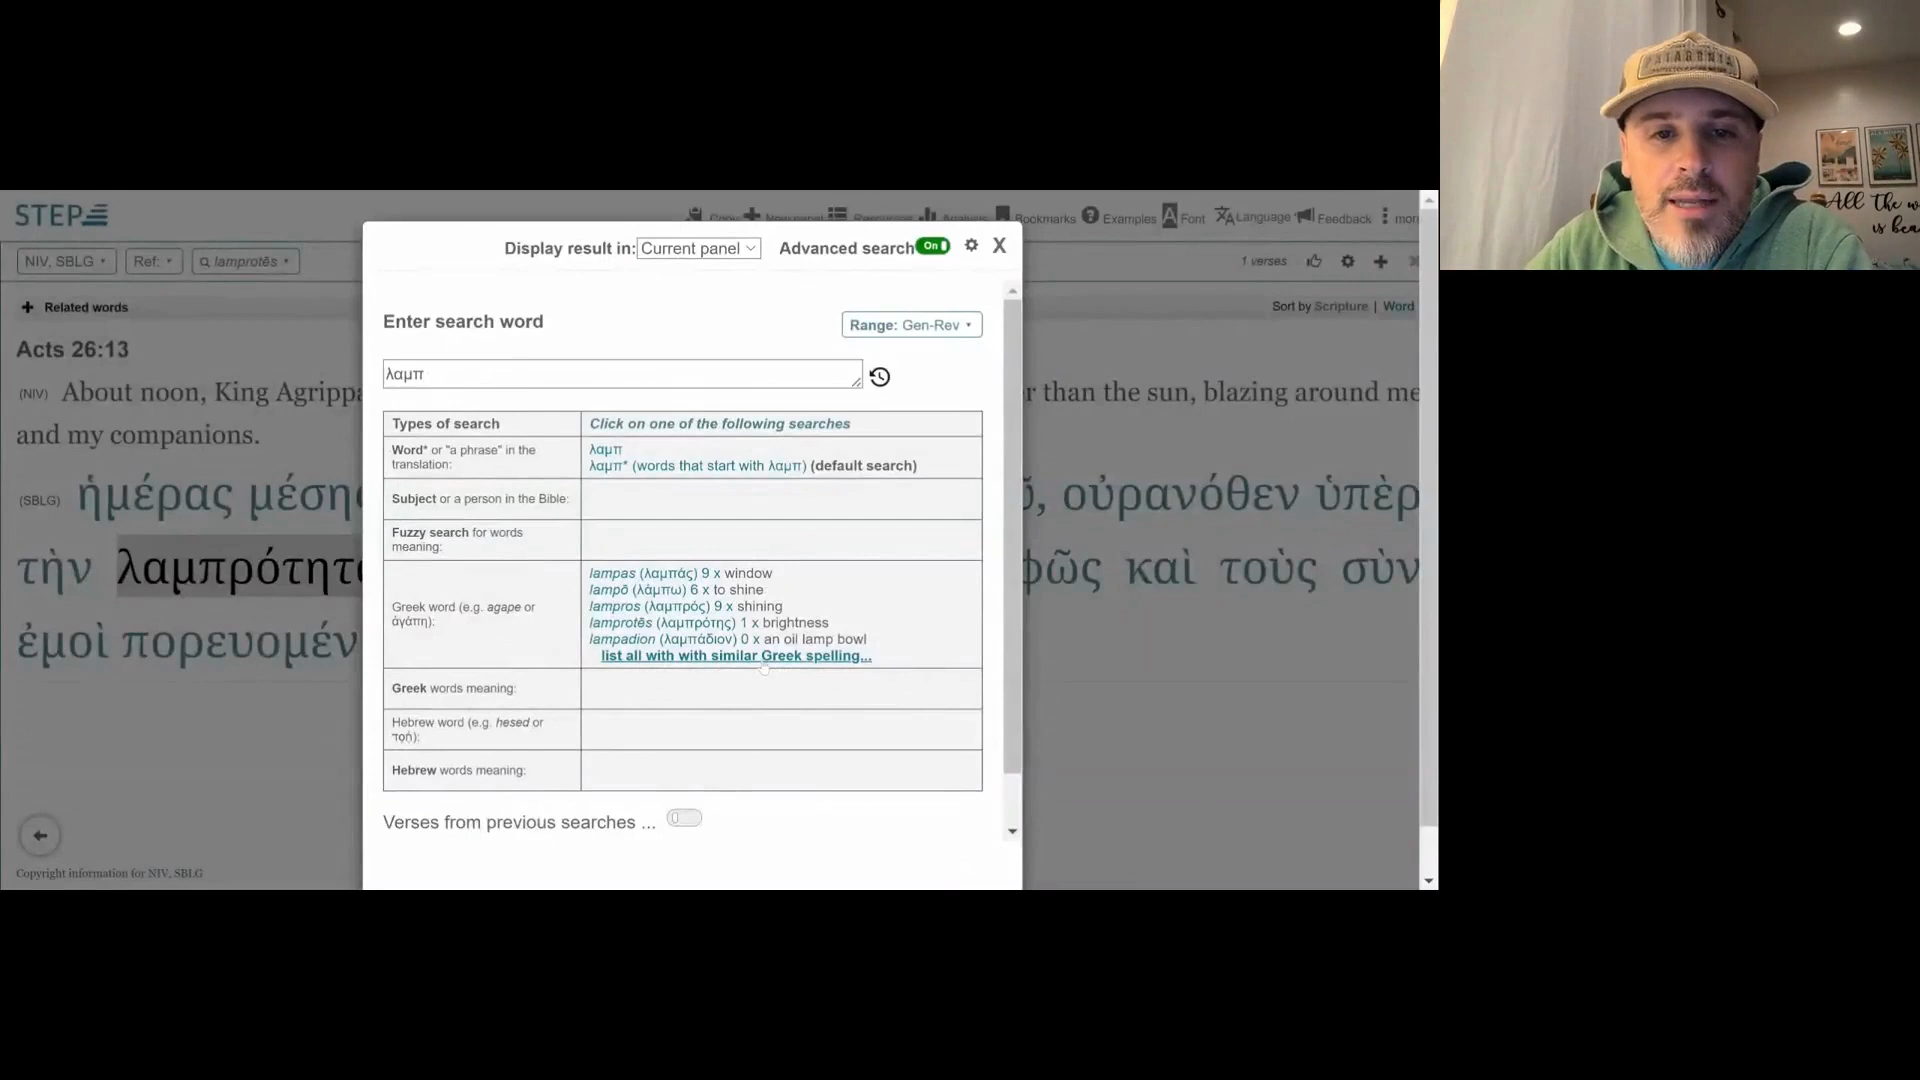 PATAGONIA
All the w
is bea
STEP
Bookmarks Examples Font Language Feedback mor
Display result in: Current panel Advanced search On X
NIV, SBLG Ref: lamprotēs
1 verses
Related words
Sort by Scripture | Word
Enter search word
Range: Gen-Rev
Acts 26:13
λαμπ
(NIV) About noon, King Agrippa r than the sun, blazing around me
and my companions.
Types of search Click on one of the following searches
Word* or "a phrase" in the
translation:
λαμπ
λαμπ* (words that start with λαμπ) (default search)
(SBLG) ἡμέρας μέσης οὐρανόθεν ὑπὲρ
Subject or a person in the Bible:
Fuzzy search for words
meaning:
τὴν λαμπρότητα φῶς καὶ τοὺς σὺν
Greek word (e.g. agape or
ἀγάπη):
lampas (λαμπάς) 9 x window
lampō (λάμπω) 6 x to shine
lampros (λαμπρός) 9 x shining
lamprotēs (λαμπρότης) 1 x brightness
lampadion (λαμπάδιον) 0 x an oil lamp bowl
list all with with similar Greek spelling...
ἐμοὶ πορευομέν
Greek words meaning:
Hebrew word (e.g. hesed or
Hebrew words meaning:
Verses from previous searches ...
Copyright information for NIV, SBLG